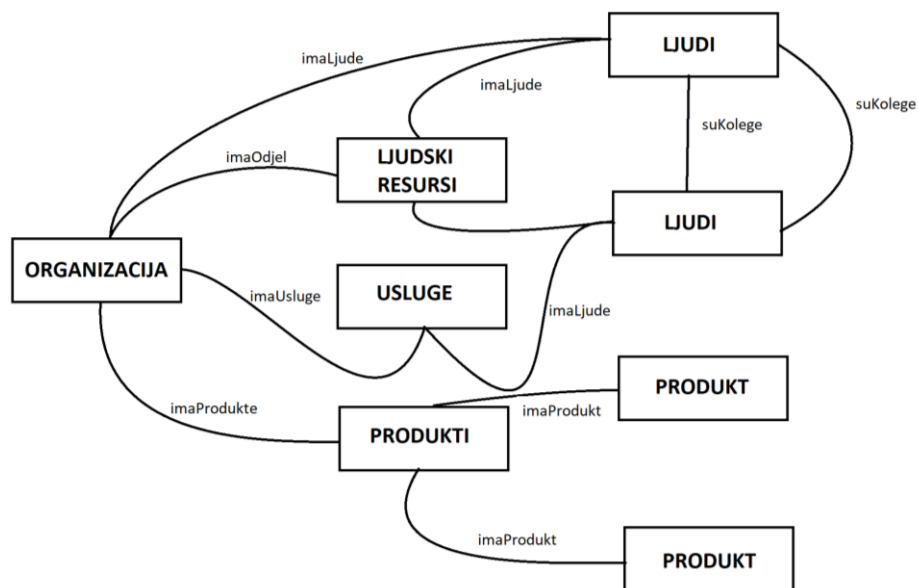 LJUDI
imaLjude
imaLjude
suKolege
suKolege
imaOdjel
LJUDSKI
RESURSI
LJUDI
ORGANIZACIJA
imaUsluge
USLUGE
imaLjude
PRODUKT
imaProdukte
imaProdukt
PRODUKTI
imaProdukt
PRODUKT